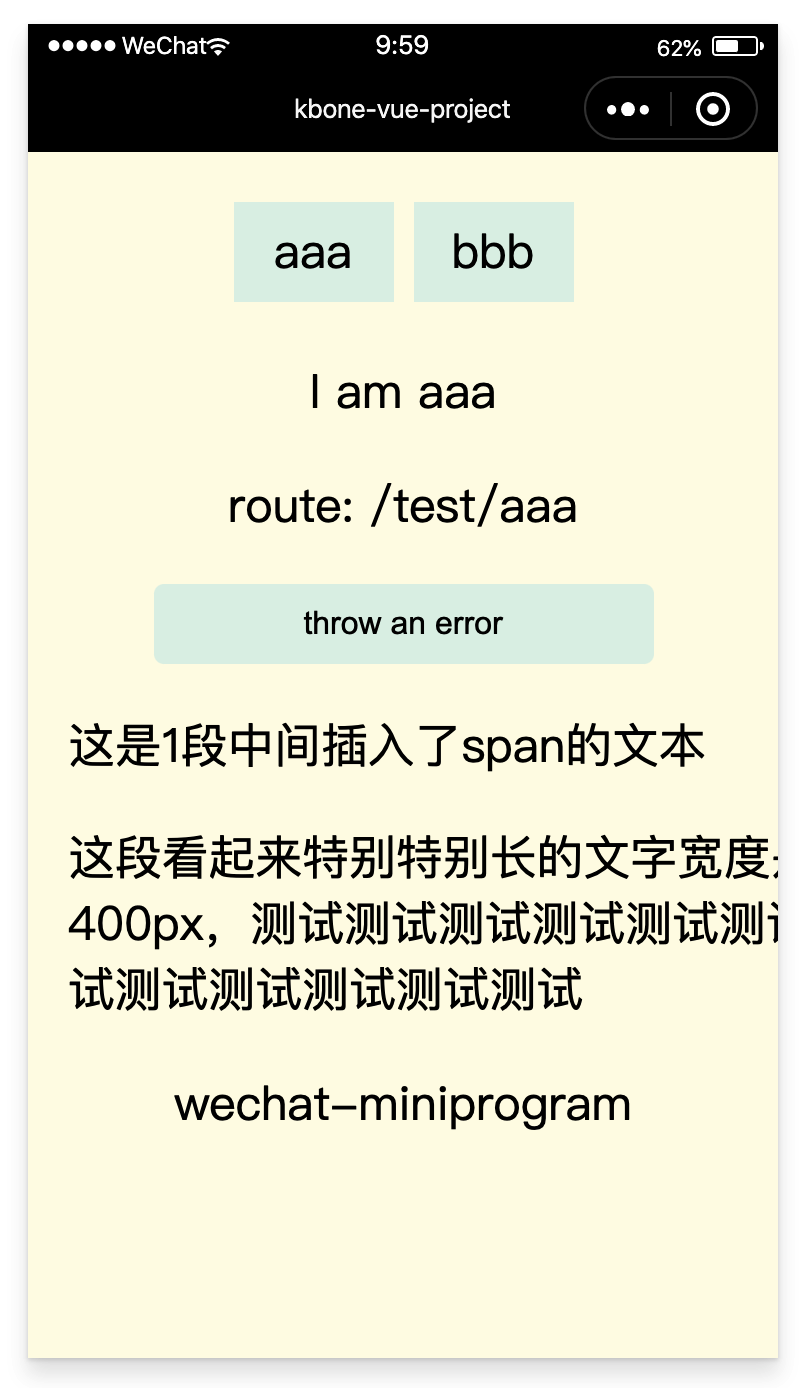 WeChat 9:59 62%
kbone-vue-project
aaa bbb
I am aaa
route: /test/aaa
throw an error
这是1段中间插入了span的文本
这段看起来特别特别长的文字宽度
400px，测试测试测试测试测试测
试测试测试测试测试测试
wechat-miniprogram